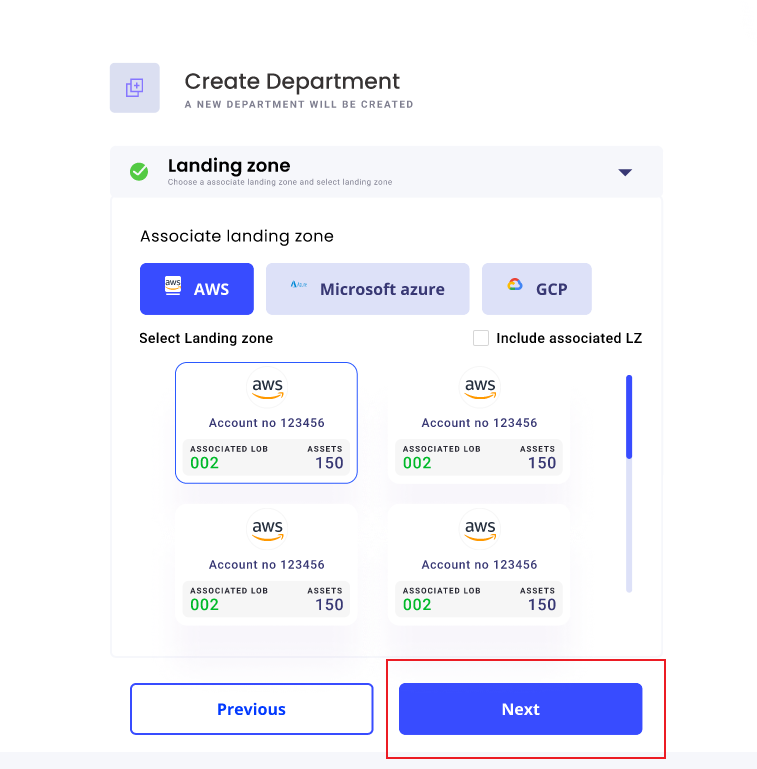 Create Department
A NEW DEPARTMENT WILL BE CREATED
Landing zone
Choose a associate landing zone and select landing zone
Associate landing zone
aws AWS
Azure Microsoft azure
GCP
Select Landing zone
Include associated LZ
aws
Account no 123456
ASSOCIATED LOB ASSETS
002 150
aws
Account no 123456
ASSOCIATED LOB ASSETS
002 150
aws
Account no 123456
ASSOCIATED LOB ASSETS
002 150
aws
Account no 123456
ASSOCIATED LOB ASSETS
002 150
Previous
Next